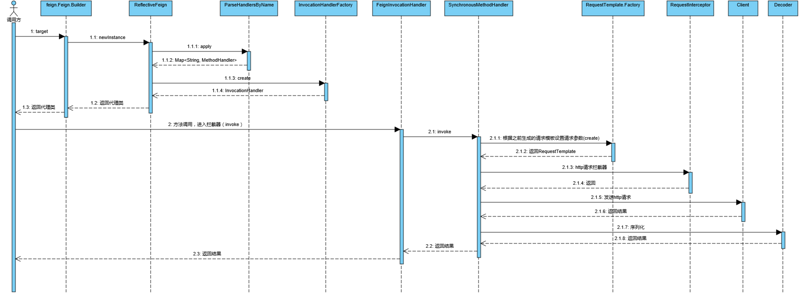 feign.Feign.Builder
ReflectiveFeign
ParseHandlersByName
InvocationHandlerFactory
FeignInvocationHandler
SynchronousMethodHandler
RequestTemplate.Factory
RequestInterceptor
Client
Decoder
调用方
1: target
1.1: newInstance
1.1.1: apply
1.1.2: Map<String, MethodHandler>
1.1.3: create
1.1.4: InvocationHandler
1.2: 返回代理类
1.3: 返回代理类
2: 方法调用，进入拦截器（invoke）
2.1: invoke
2.1.1: 根据之前生成的请求模板设置请求参数(create)
2.1.2: 返回RequestTemplate
2.1.3: http请求拦截器
2.1.4: 返回
2.1.5: 发送http请求
2.1.6: 返回结果
2.1.7: 序列化
2.1.8: 返回结果
2.2: 返回结果
2.3: 返回结果